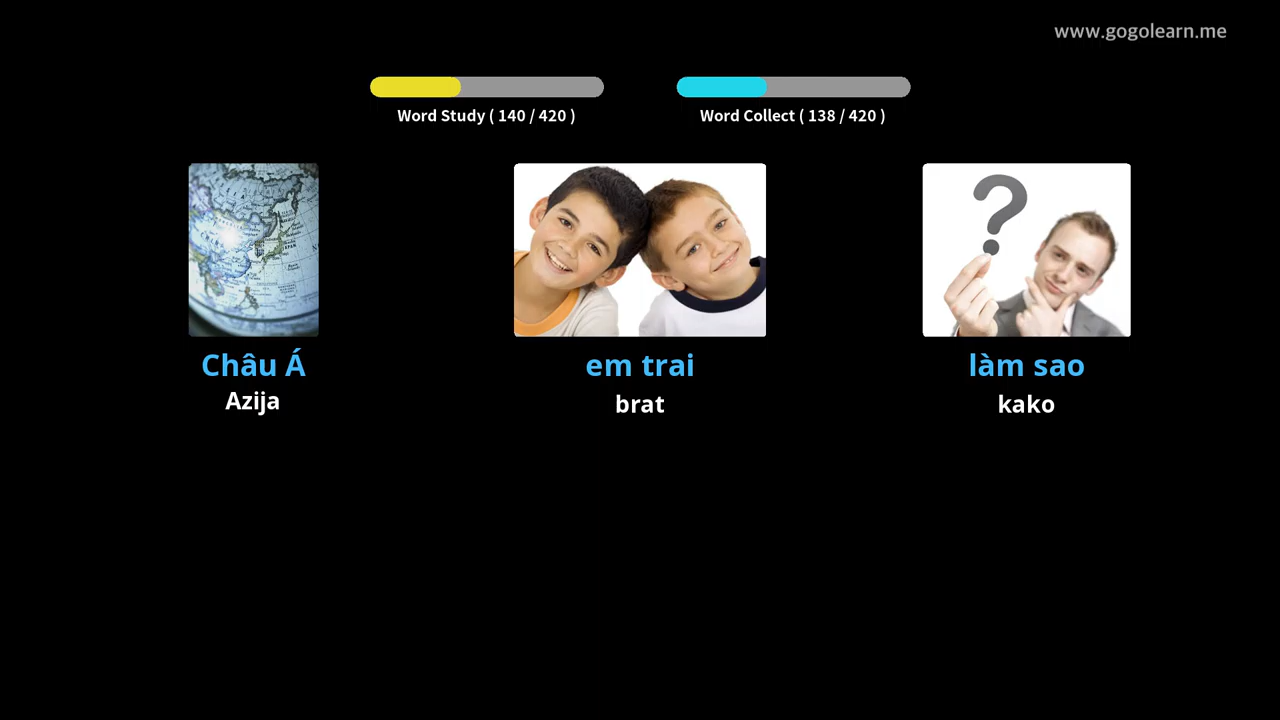 www.gogolearn.me
Word Study ( 140 / 420 )
Word Collect ( 138 / 420 )
Châu Á
Azija
em trai
brat
làm sao
kako